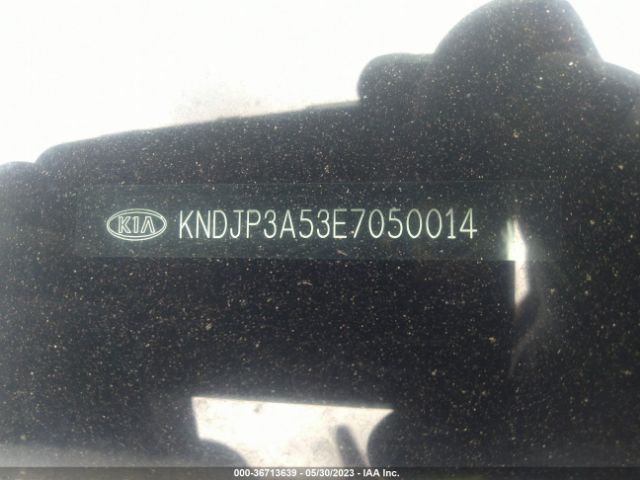 KIA KNDJP3A53E7050014
000-36713639 - 05/30/2023 - IAA Inc.